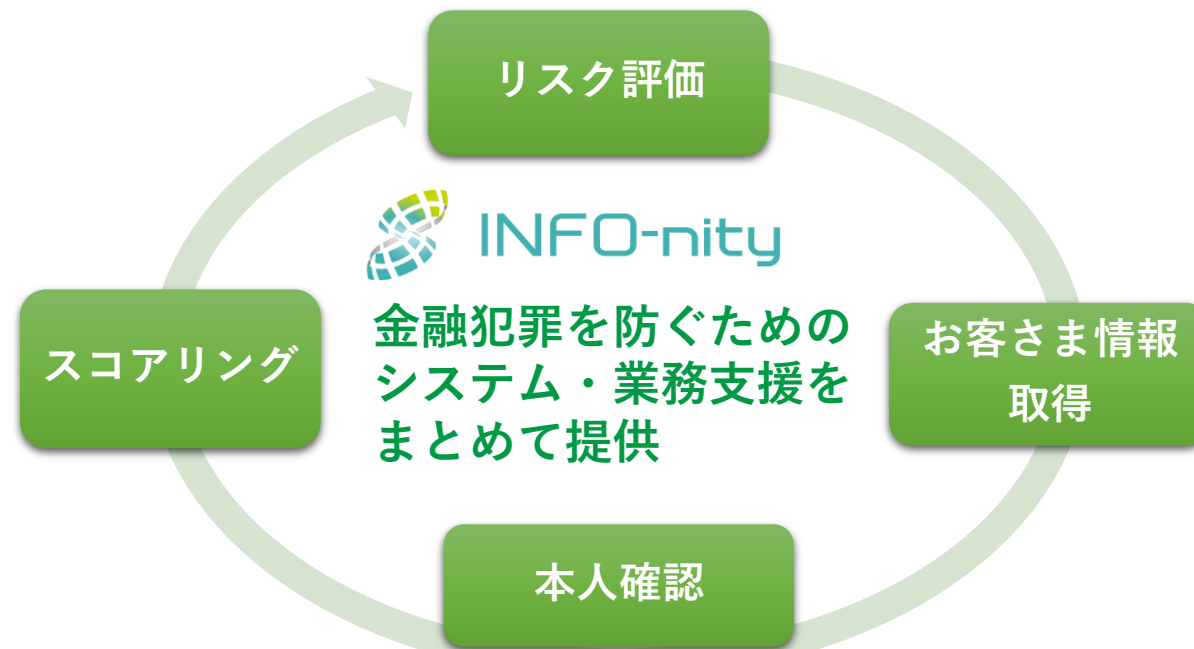 リスク評価
INFO-nity
金融犯罪を防ぐための
システム・業務支援を
まとめて提供
スコアリング
お客さま情報
取得
本人確認